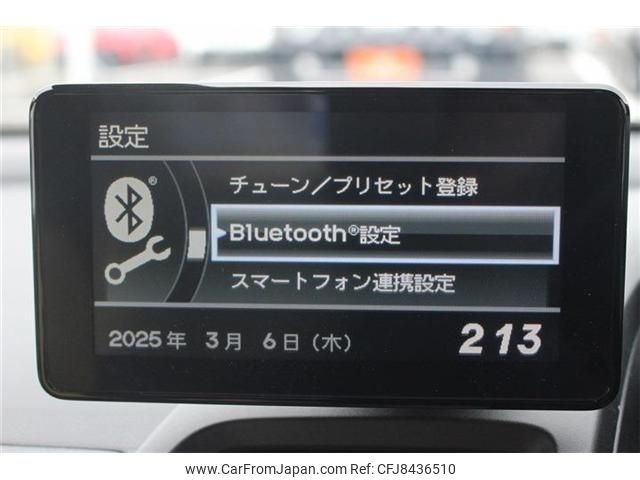 設定
チューン／プリセット登録
Bluetooth®設定
スマートフォン連携設定
2025年 3月 6日（木） 213
www.CarFromJapan.com - CFJ8436510